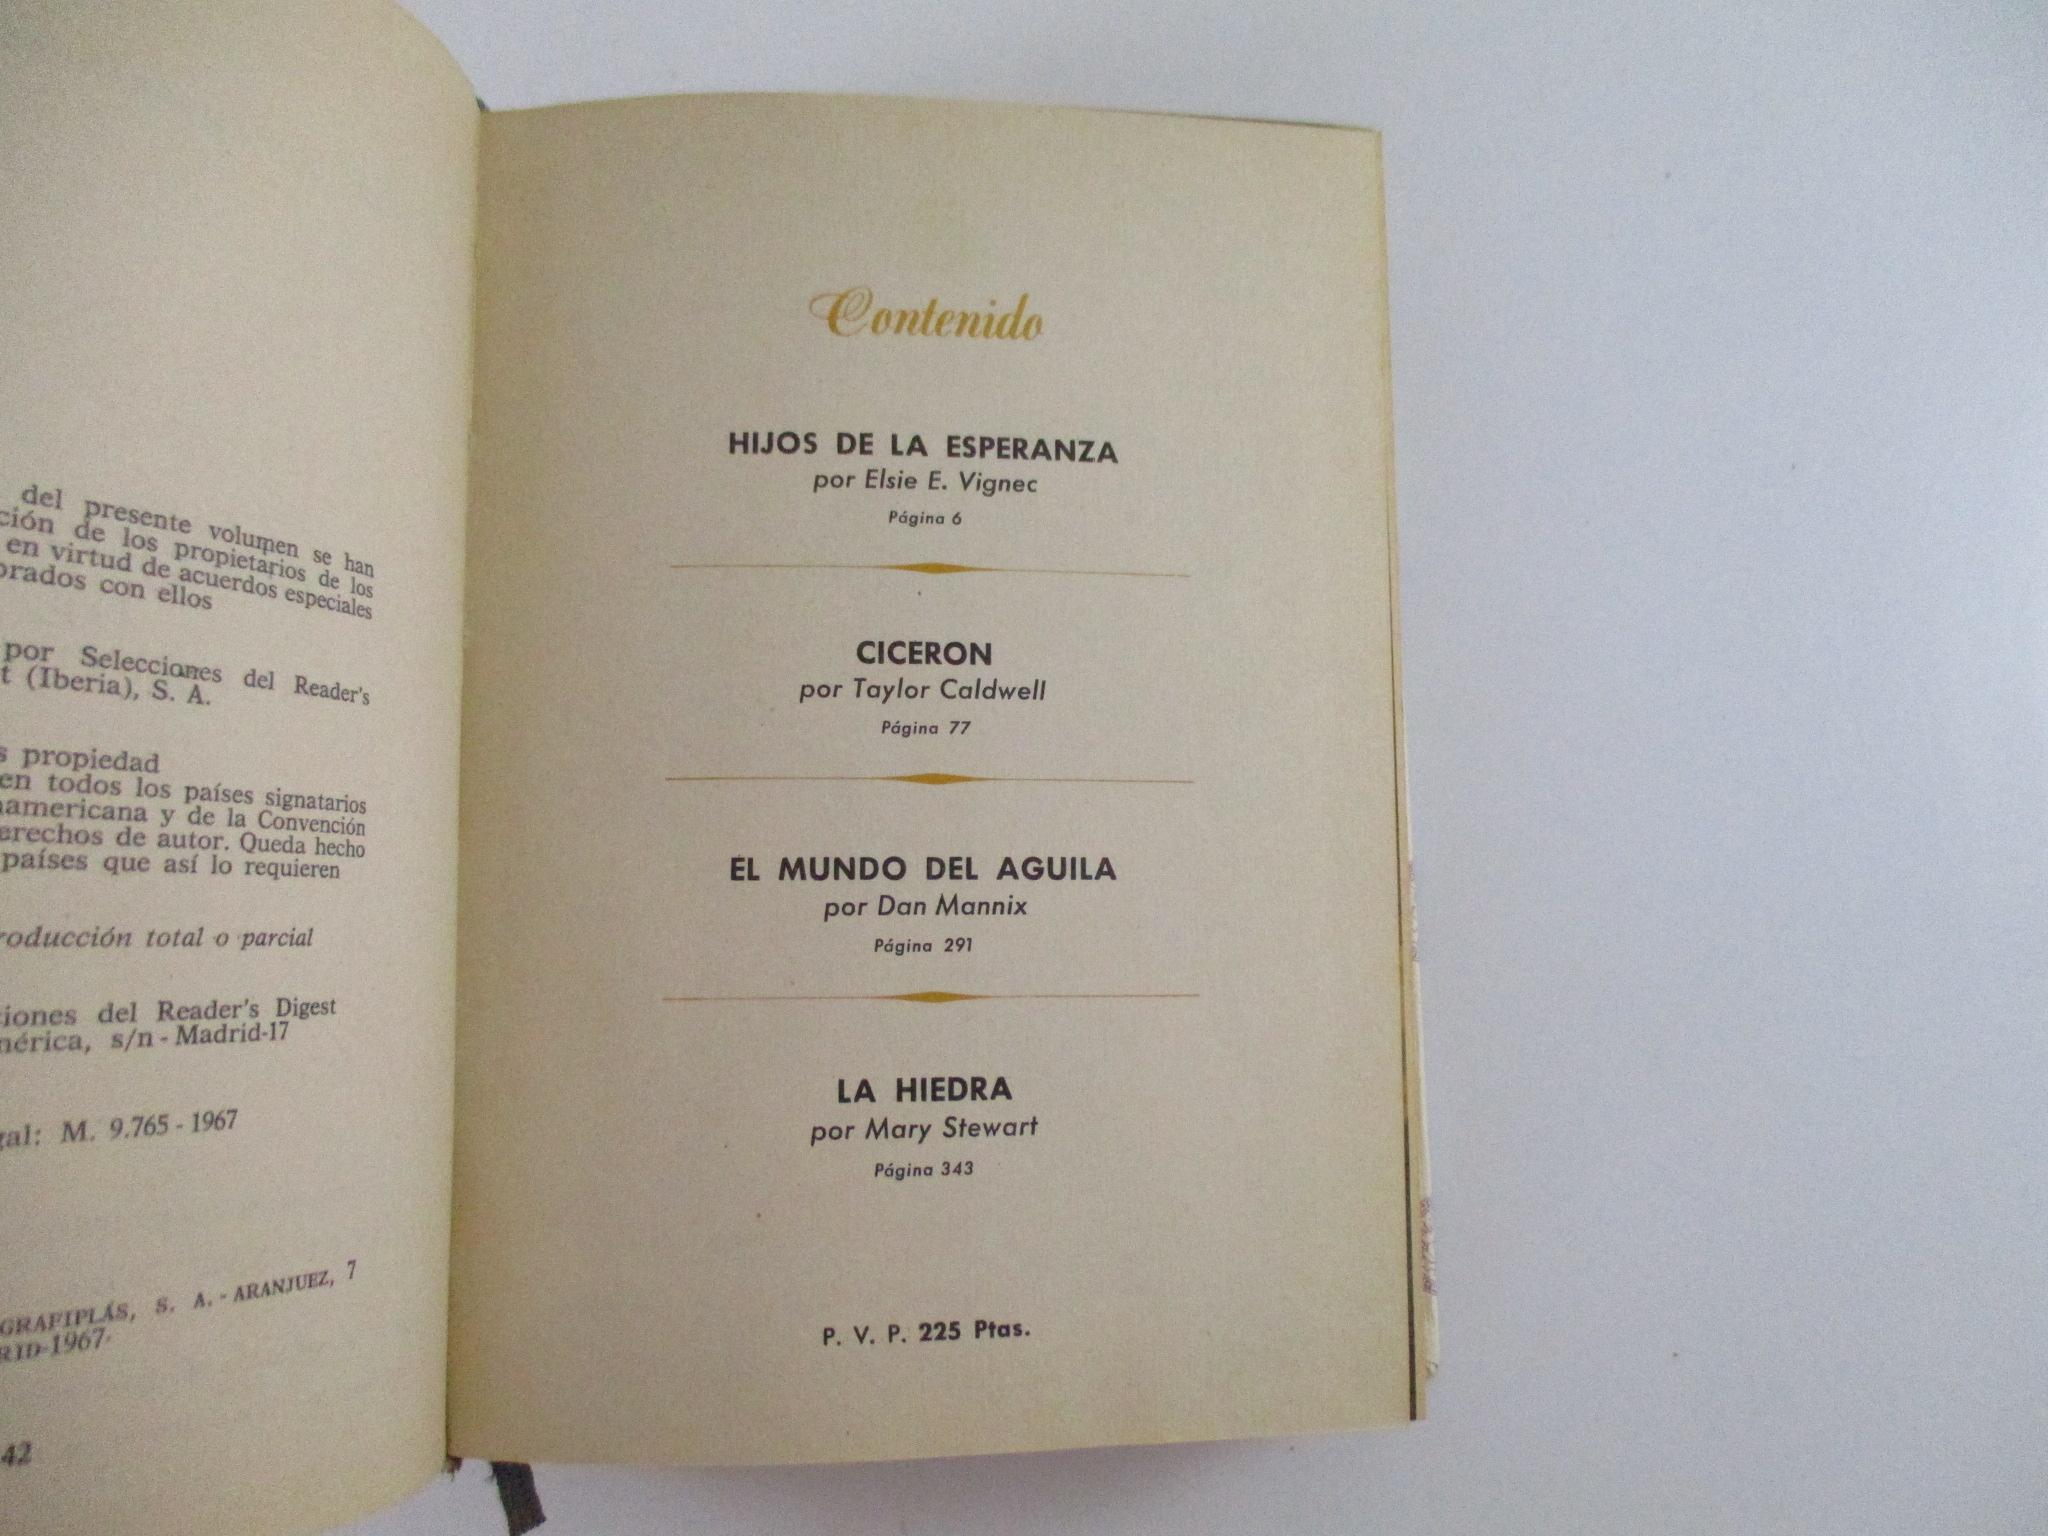 del presente volumen se han
ción de los propietarios de los
en virtud de acuerdos especiales
brados con ellos
por Selecciones del Reader's
t (Iberia), S. A.
s propiedad
en todos los países signatarios
namericana y de la Convención
erechos de autor. Queda hecho
países que así lo requieren
roducción total o parcial
ciones del Reader's Digest
mérica, s/n - Madrid-17
gal: M. 9.765 - 1967
GRAFIPLÁS, S. A. - ARANJUEZ, 7
RID-1967
42
Contenido
HIJOS DE LA ESPERANZA
por Elsie E. Vignec
Página 6
CICERON
por Taylor Caldwell
Página 77
EL MUNDO DEL AGUILA
por Dan Mannix
Página 291
LA HIEDRA
por Mary Stewart
Página 343
P. V. P. 225 Ptas.